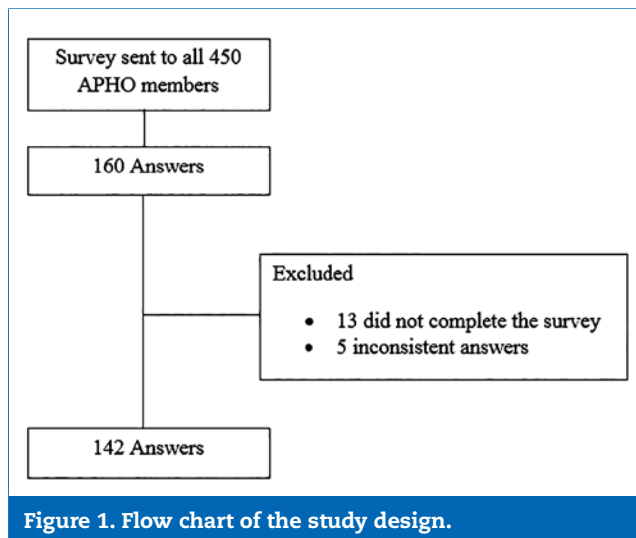 Survey sent to all 450
APHO members
160 Answers
Excluded
• 13 did not complete the survey
• 5 inconsistent answers
142 Answers
Figure 1. Flow chart of the study design.